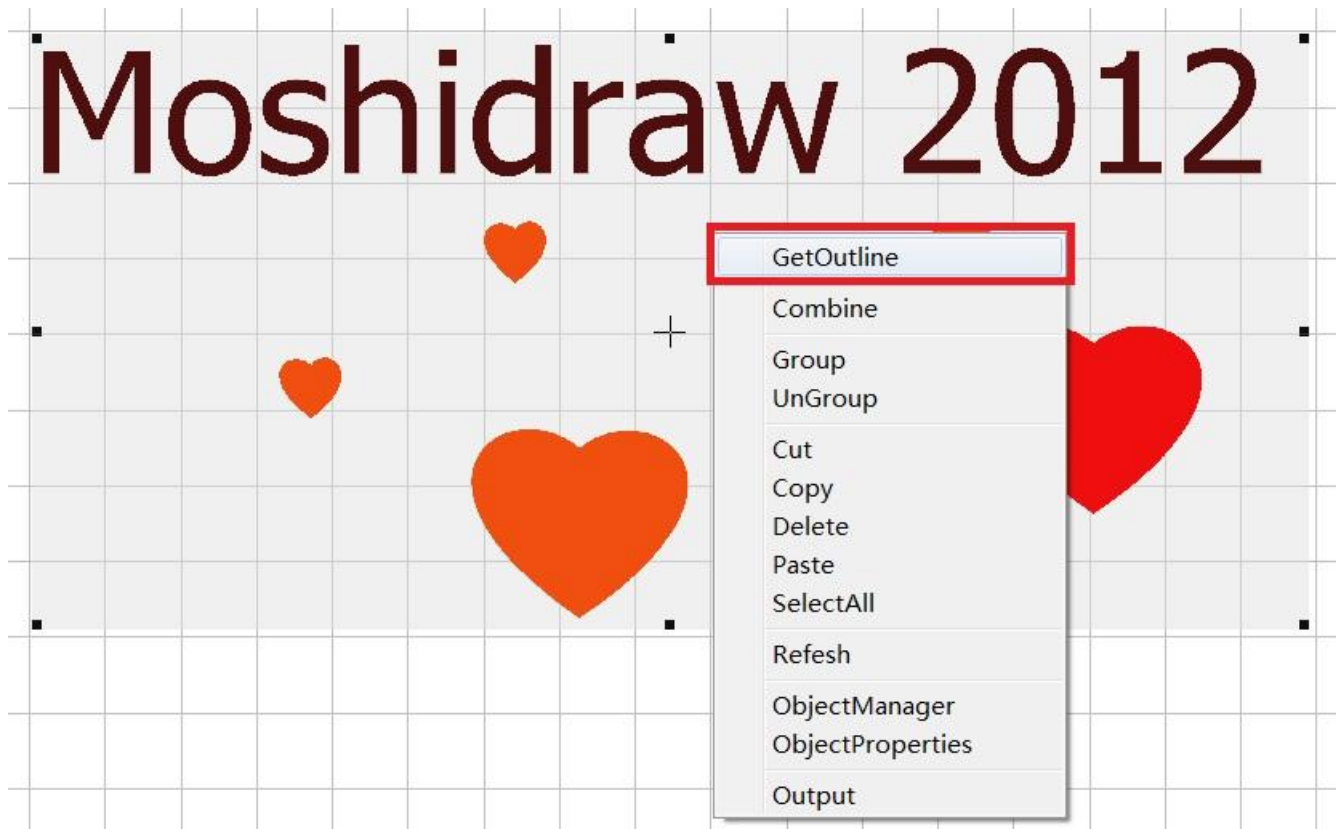 Moshidraw 2012
GetOutline
Combine
Group
UnGroup
Cut
Copy
Delete
Paste
SelectAll
Refesh
ObjectManager
ObjectProperties
Output